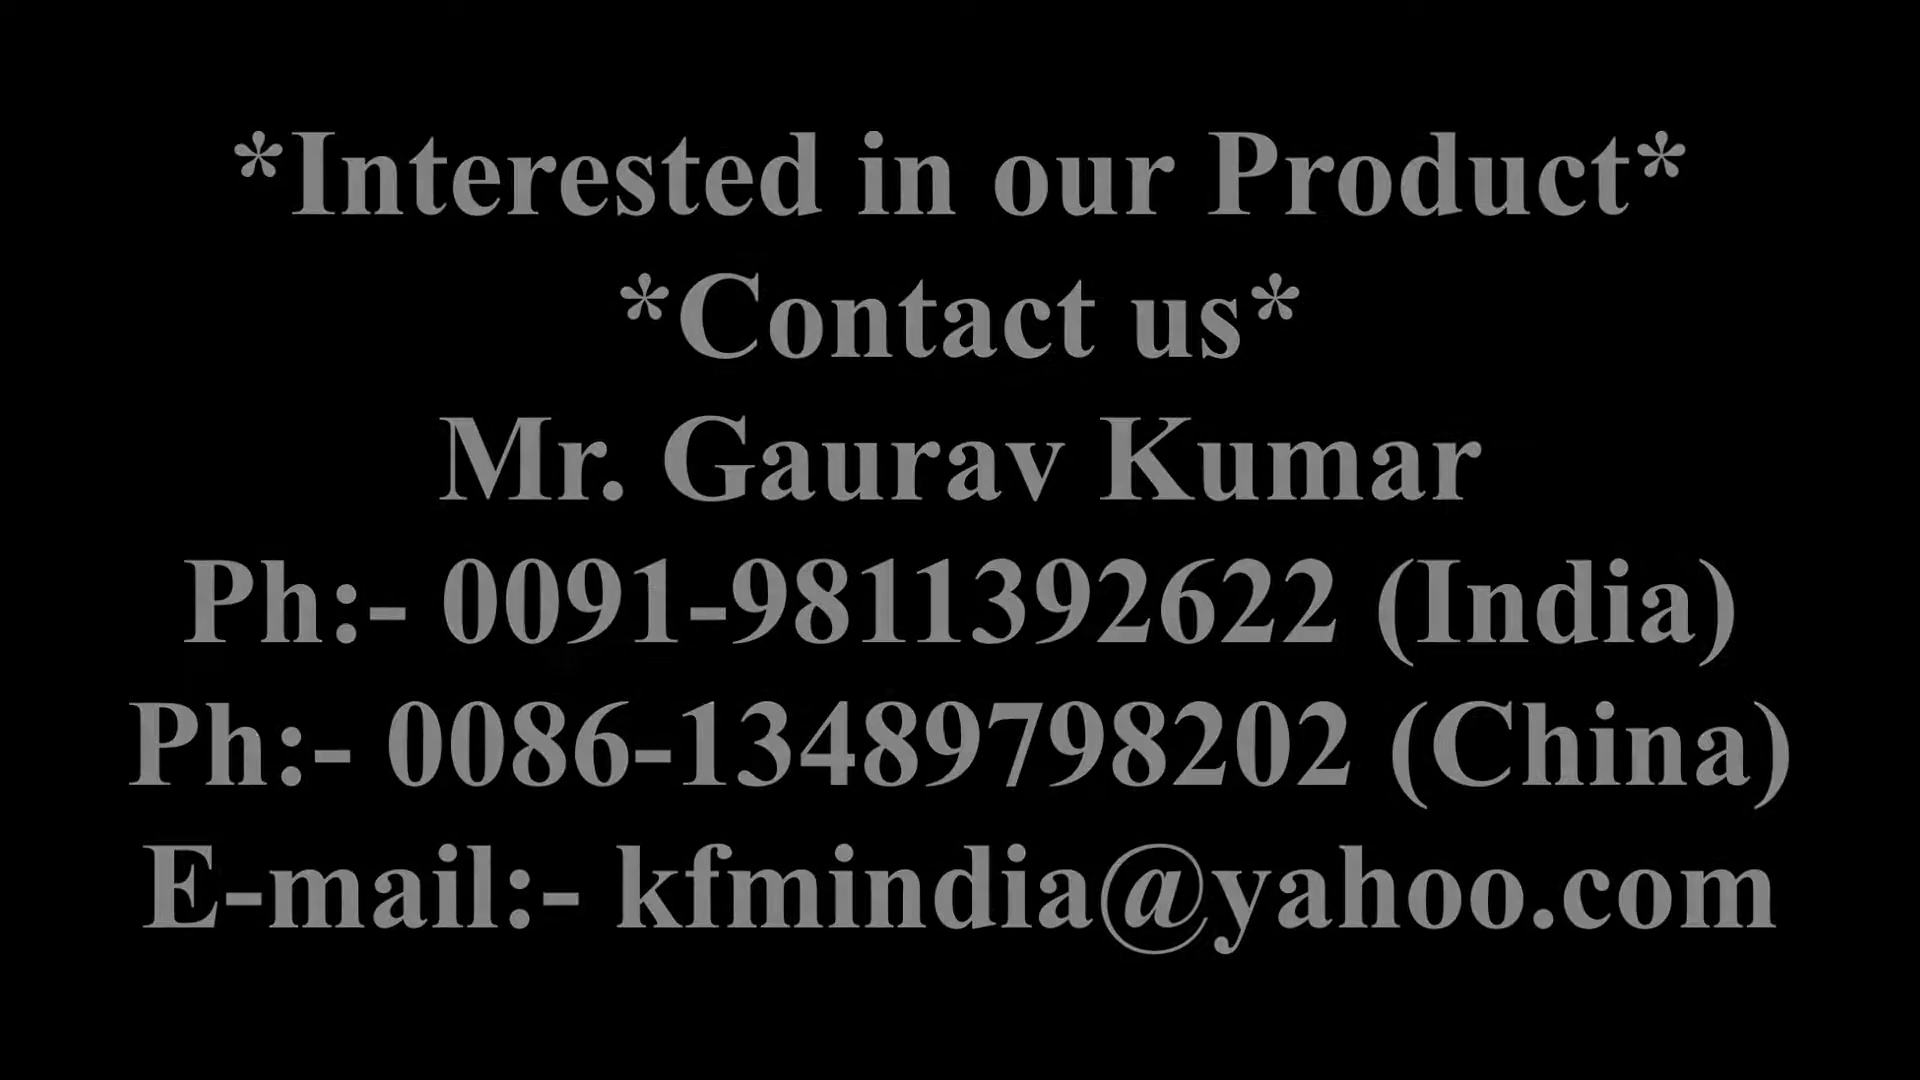 *Interested in our Product*
*Contact us*
Mr. Gaurav Kumar
Ph:- 0091-9811392622 (India)
Ph:- 0086-13489798202 (China)
E-mail:- kfmindia@yahoo.com